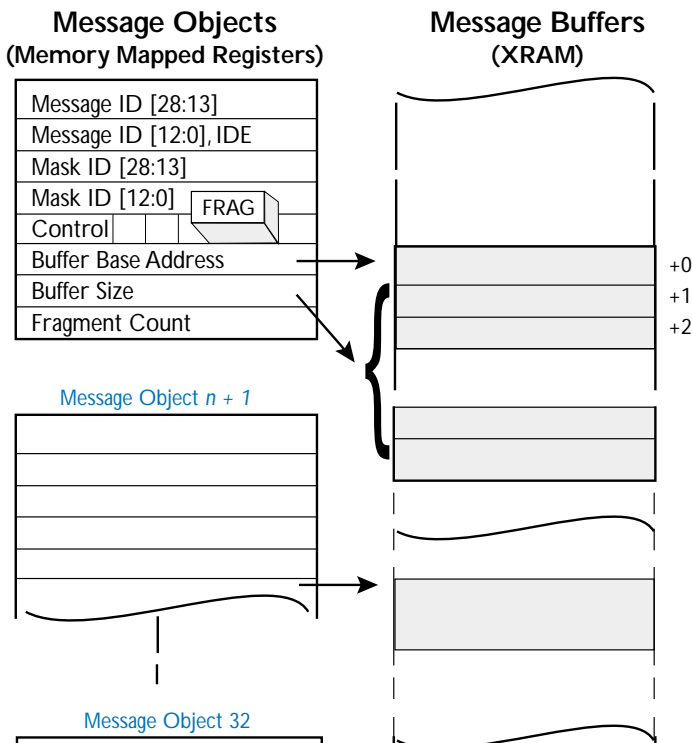 Message Objects
(Memory Mapped Registers)
Message Buffers
(XRAM)
Message ID [28:13]
Message ID [12:0], IDE
Mask ID [28:13]
Mask ID [12:0]
FRAG
Control
Buffer Base Address
Buffer Size
Fragment Count
+0
+1
+2
Message Object n + 1
Message Object 32